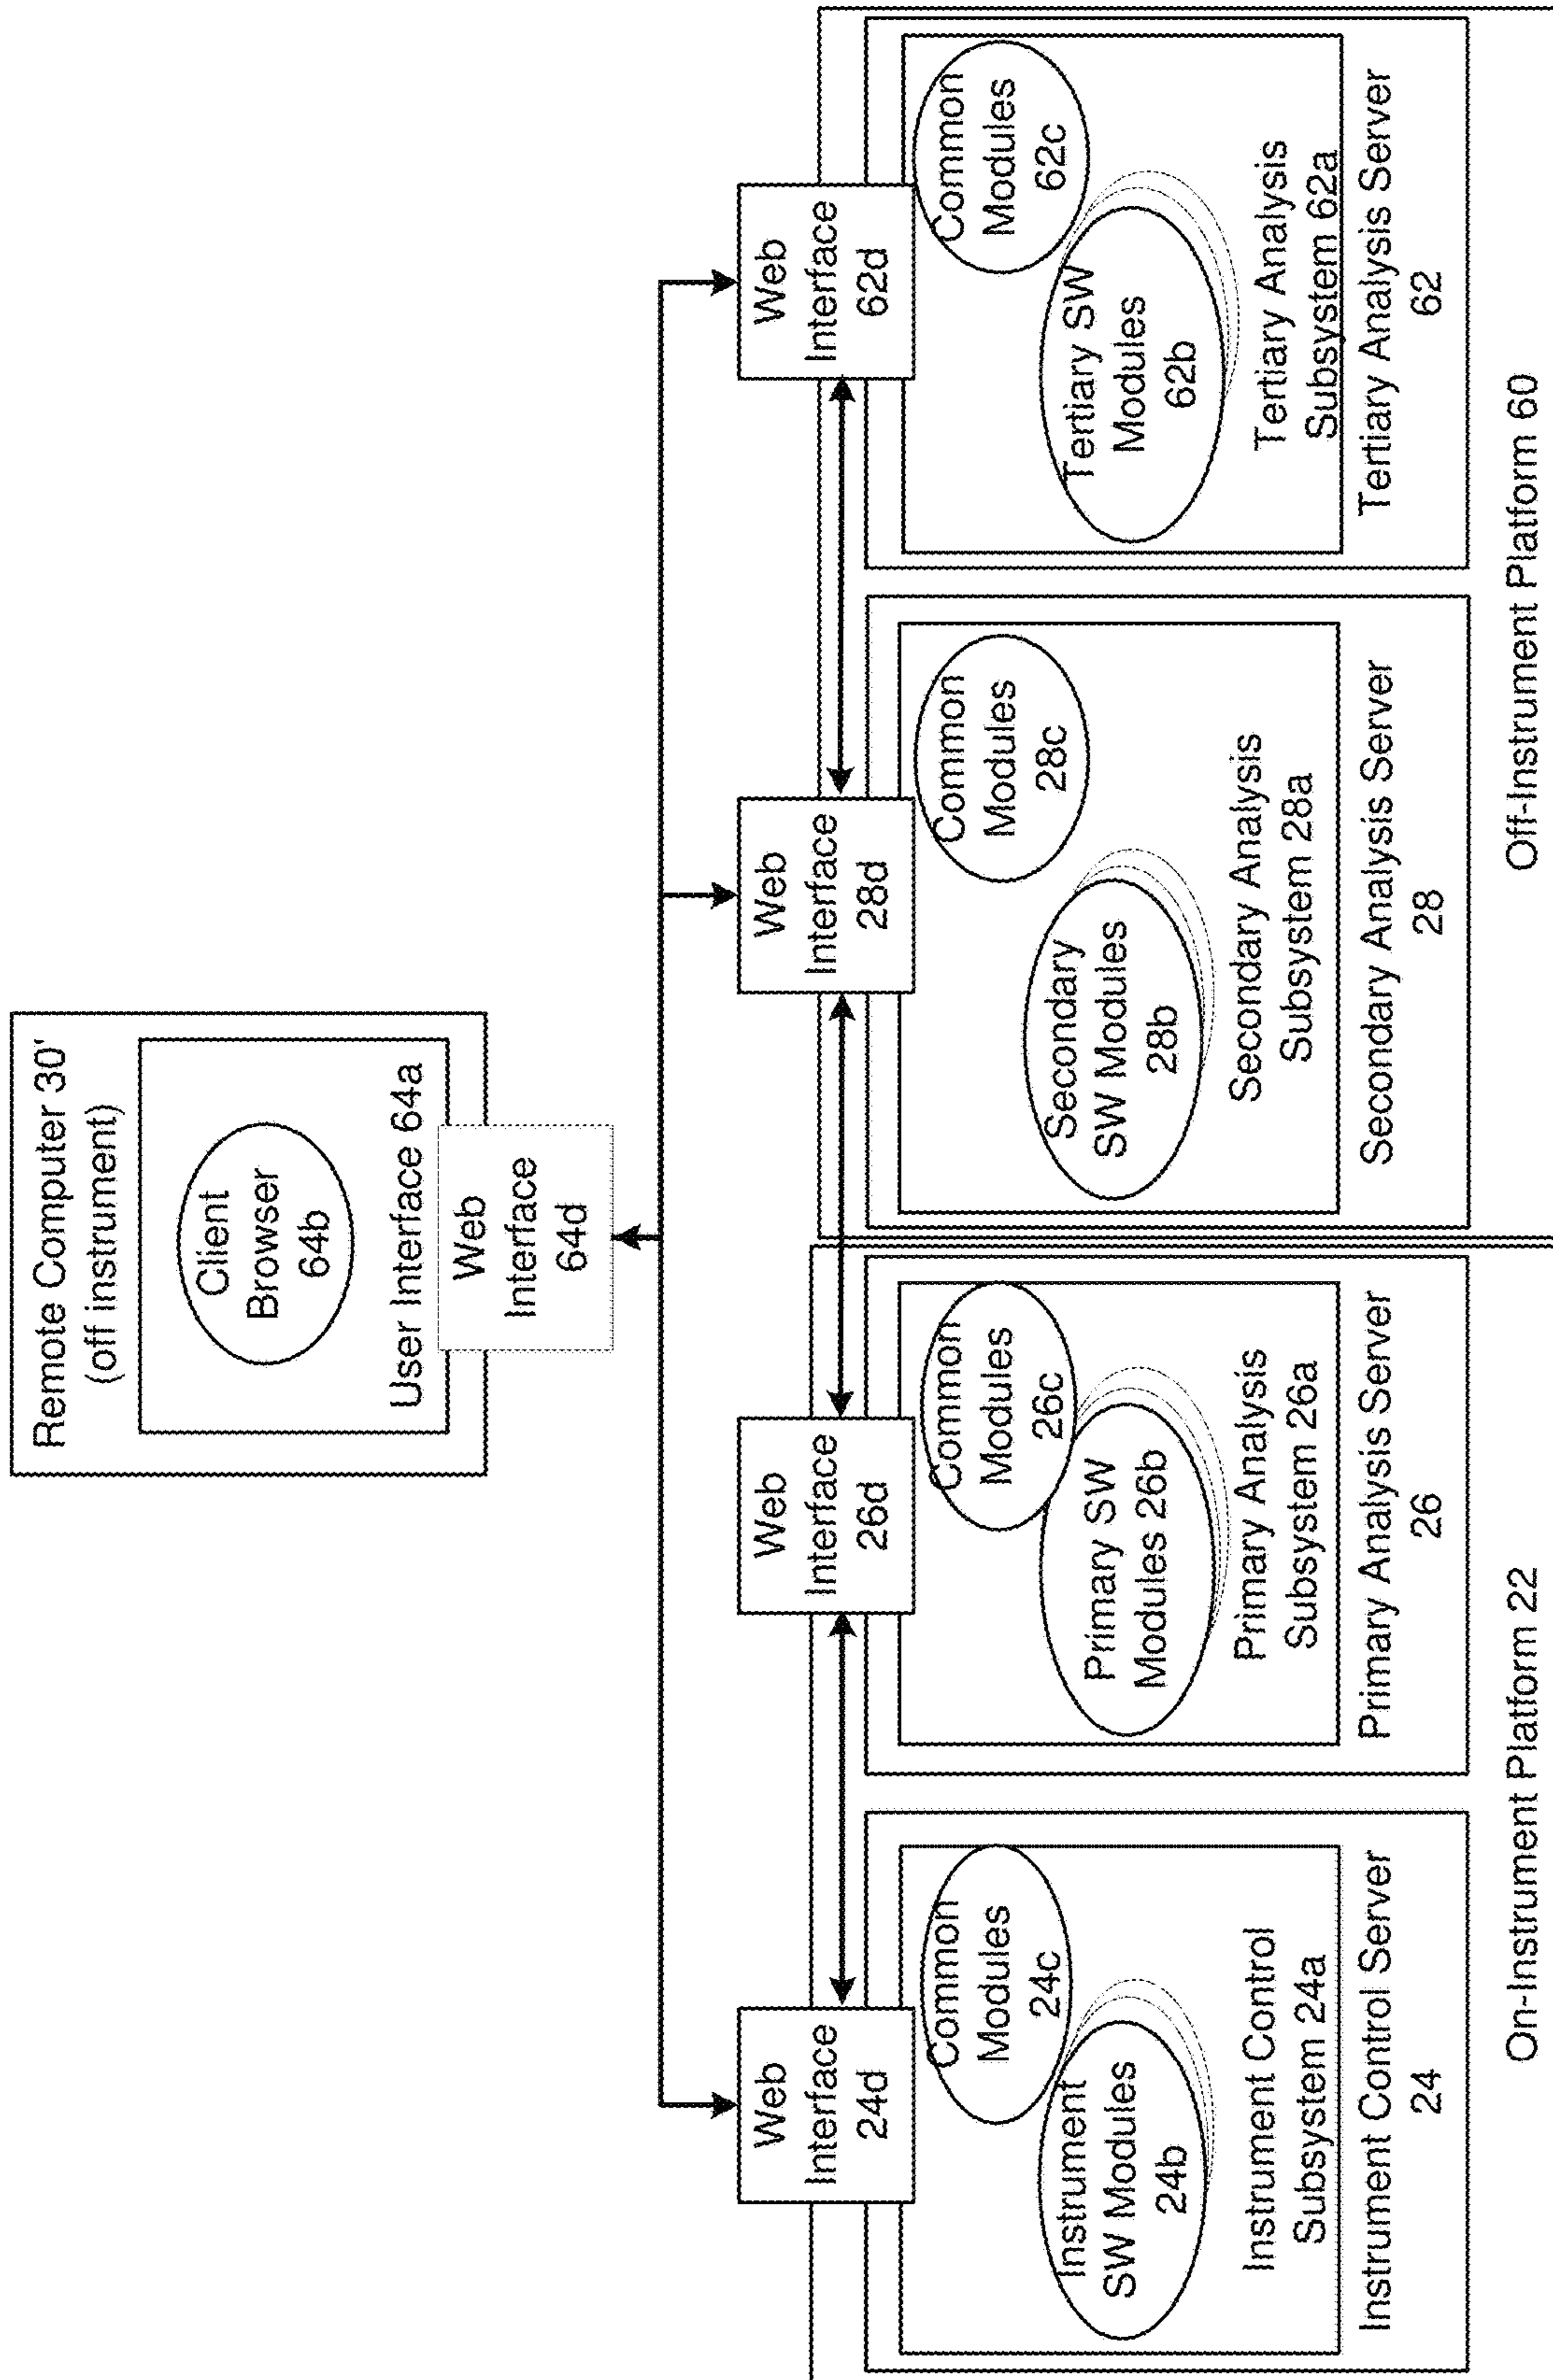 Remote Computer 30'
(off instrument)
Client
Browser
64b
User Interface 64a
Web
Interface
64d
Web
Interface
24d
Common
Modules
24c
Instrument
SW Modules
24b
Instrument Control
Subsystem 24a
Instrument Control Server
24
Web
Interface
26d
Common
Modules
26c
Primary SW
Modules 26b
Primary Analysis
Subsystem 26a
Primary Analysis Server
26
On-Instrument Platform 22
Web
Interface
28d
Common
Modules
28c
Secondary
SW Modules
28b
Secondary Analysis
Subsystem 28a
Secondary Analysis Server
28
Web
Interface
62d
Common
Modules
62c
Tertiary SW
Modules
62b
Tertiary Analysis
Subsystem 62a
Tertiary Analysis Server
62
Off-Instrument Platform 60